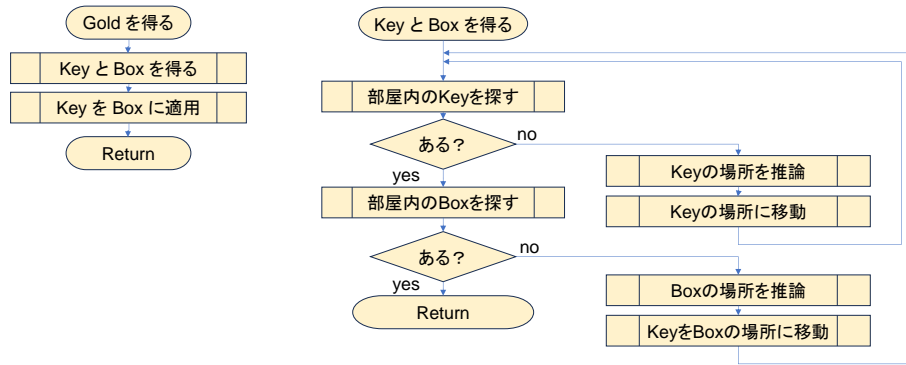 Gold を得る
Key と Box を得る
Key を Box に適用
Return
Key と Box を得る
部屋内のKeyを探す
ある？
no
yes
Keyの場所を推論
Keyの場所に移動
部屋内のBoxを探す
ある？
no
yes
Boxの場所を推論
KeyをBoxの場所に移動
Return